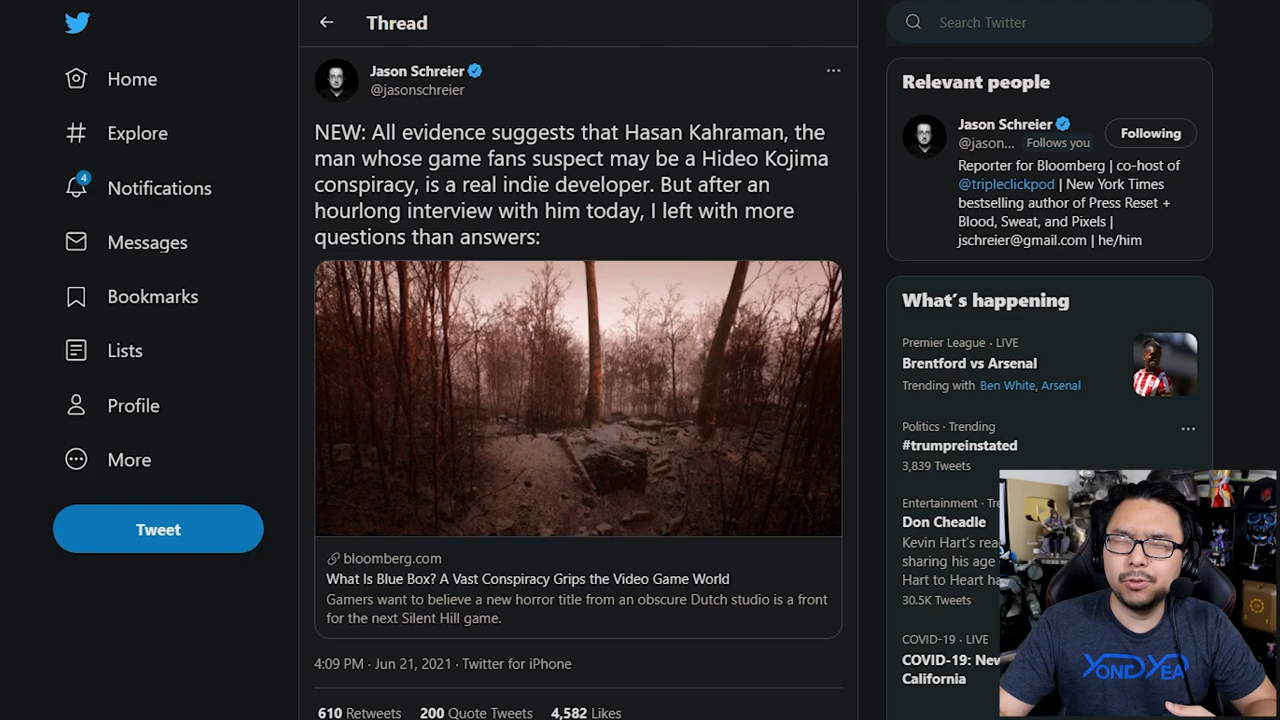 Thread
Search Twitter
Home
Explore
4
Notifications
Messages
Bookmarks
Lists
Profile
More
Tweet
Jason Schreier
@jasonschreier
NEW: All evidence suggests that Hasan Kahraman, the
man whose game fans suspect may be a Hideo Kojima
conspiracy, is a real indie developer. But after an
hourlong interview with him today, I left with more
questions than answers:
bloomberg.com
What Is Blue Box? A Vast Conspiracy Grips the Video Game World
Gamers want to believe a new horror title from an obscure Dutch studio is a front
for the next Silent Hill game.
4:09 PM · Jun 21, 2021 · Twitter for iPhone
610 Retweets 200 Quote Tweets 4,582 Likes
Relevant people
Jason Schreier
@jason... Follows you
Following
Reporter for Bloomberg | co-host of
@tripleclickpod | New York Times
bestselling author of Press Reset +
Blood, Sweat, and Pixels |
jschreier@gmail.com | he/him
What's happening
Premier League · LIVE
Brentford vs Arsenal
Trending with Ben White, Arsenal
Politics · Trending
#trumpreinstated
3,839 Tweets
Entertainment · Tre
Don Cheadle
Kevin Hart's rea
sharing his age
Hart to Heart ha
30.5K Tweets
COVID-19 · LIVE
COVID-19: New
California
YONGYEA